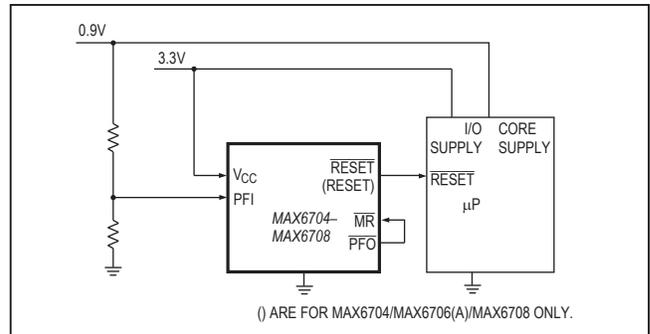 0.9V
3.3V
I/O SUPPLY
CORE SUPPLY
VCC
RESET
(RESET)
RESET
PFI
µP
MAX6704–
MAX6708
MR
PFO
() ARE FOR MAX6704/MAX6706(A)/MAX6708 ONLY.